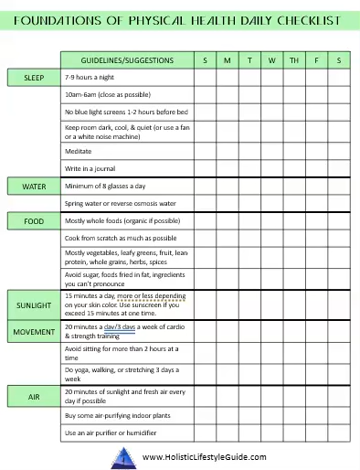 FOUNDATIONS OF PHYSICAL HEALTH DAILY CHECKLIST
GUIDELINES/SUGGESTIONS S M T W TH F S
SLEEP 7-9 hours a night
10am-6am (close as possible)
No blue light screens 1-2 hours before bed
Keep room dark, cool, & quiet (or use a fan
or a white noise machine)
Meditate
Write in a journal
WATER Minimum of 8 glasses a day
Spring water or reverse osmosis water
FOOD Mostly whole foods (organic if possible)
Cook from scratch as much as possible
Mostly vegetables, leafy greens, fruit, lean
protein, whole grains, herbs, spices
Avoid sugar, foods fried in fat, ingredients
you can't pronounce
SUNLIGHT 15 minutes a day, more or less depending
on your skin color. Use sunscreen if you
exceed 15 minutes at one time.
MOVEMENT 20 minutes a day/3 days a week of cardio
& strength training
Avoid sitting for more than 2 hours at a
time
Do yoga, walking, or stretching 3 days a
week
AIR 20 minutes of sunlight and fresh air every
day if possible
Buy some air-purifying indoor plants
Use an air purifier or humidifier
www.HolisticLifestyleGuide.com